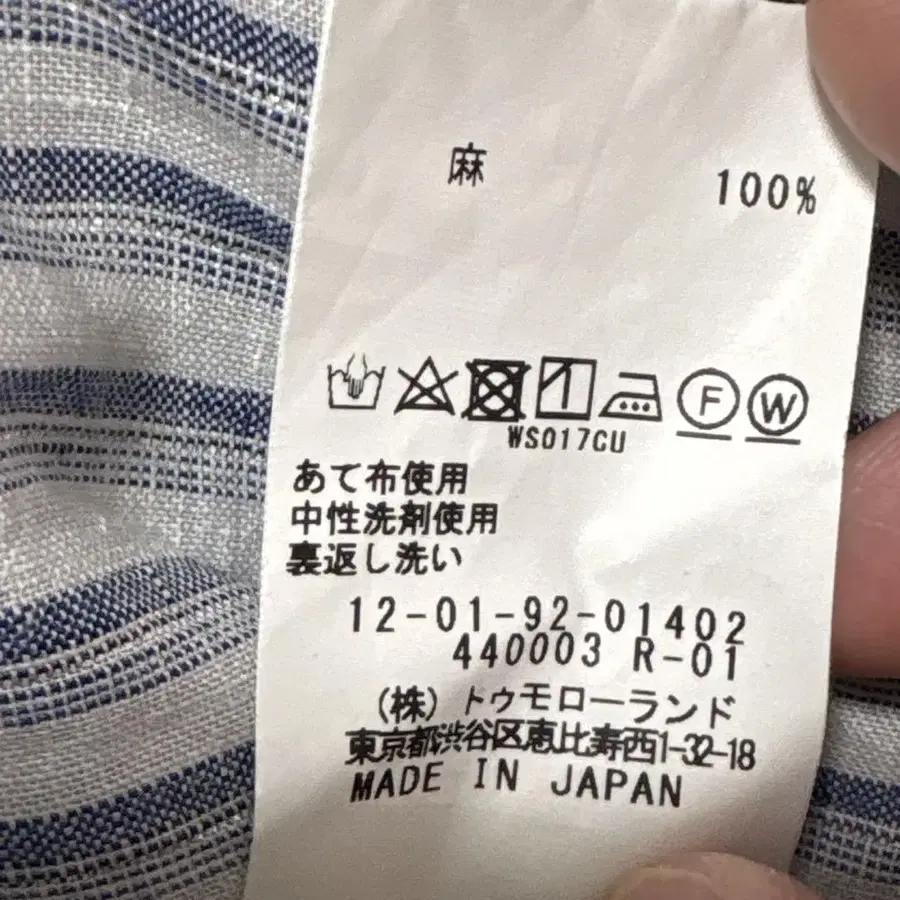 麻 100%
F W
WS017CU
あて布使用
中性洗剤使用
裏返し洗い
12-01-92-01402
440003 R-01
(株)トゥモローランド
東京都渋谷区恵比寿西1-32-18
MADE IN JAPAN